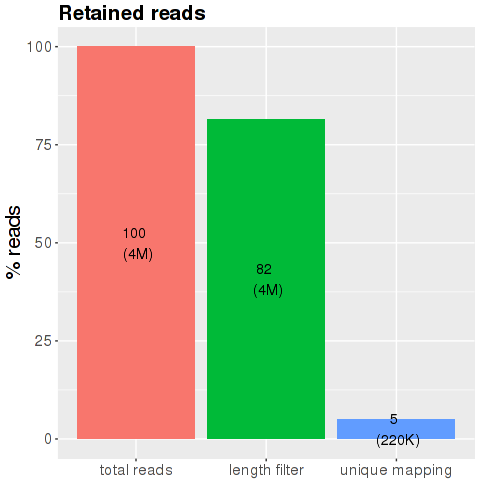 Retained reads
% reads
100
75
50
25
0
100
(4M)
82
(4M)
5
(220K)
total reads
length filter
unique mapping